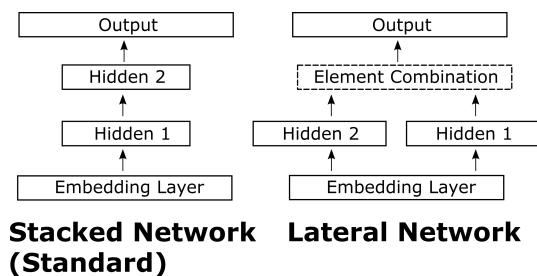 Output
Hidden 2
Hidden 1
Embedding Layer
Stacked Network
(Standard)
Output
Element Combination
Hidden 2 Hidden 1
Embedding Layer
Lateral Network